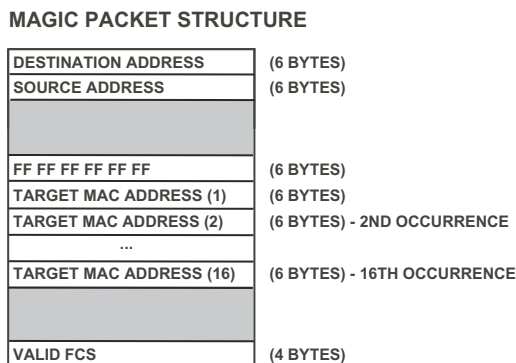 MAGIC PACKET STRUCTURE
DESTINATION ADDRESS (6 BYTES)
SOURCE ADDRESS (6 BYTES)
FF FF FF FF FF FF (6 BYTES)
TARGET MAC ADDRESS (1) (6 BYTES)
TARGET MAC ADDRESS (2) (6 BYTES) - 2ND OCCURRENCE
...
TARGET MAC ADDRESS (16) (6 BYTES) - 16TH OCCURRENCE
VALID FCS (4 BYTES)